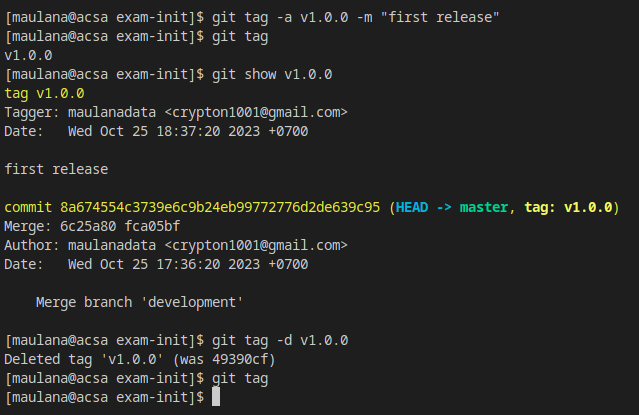 [maulana@acsa exam-init]$ git tag -a v1.0.0 -m "first release"
[maulana@acsa exam-init]$ git tag
v1.0.0
[maulana@acsa exam-init]$ git show v1.0.0
tag v1.0.0
Tagger: maulanadata <crypton1001@gmail.com>
Date:   Wed Oct 25 18:37:20 2023 +0700

first release

commit 8a674554c3739e6c9b24eb99772776d2de639c95 (HEAD -> master, tag: v1.0.0)
Merge: 6c25a80 fca05bf
Author: maulanadata <crypton1001@gmail.com>
Date:   Wed Oct 25 17:36:20 2023 +0700

    Merge branch 'development'

[maulana@acsa exam-init]$ git tag -d v1.0.0
Deleted tag 'v1.0.0' (was 49390cf)
[maulana@acsa exam-init]$ git tag
[maulana@acsa exam-init]$